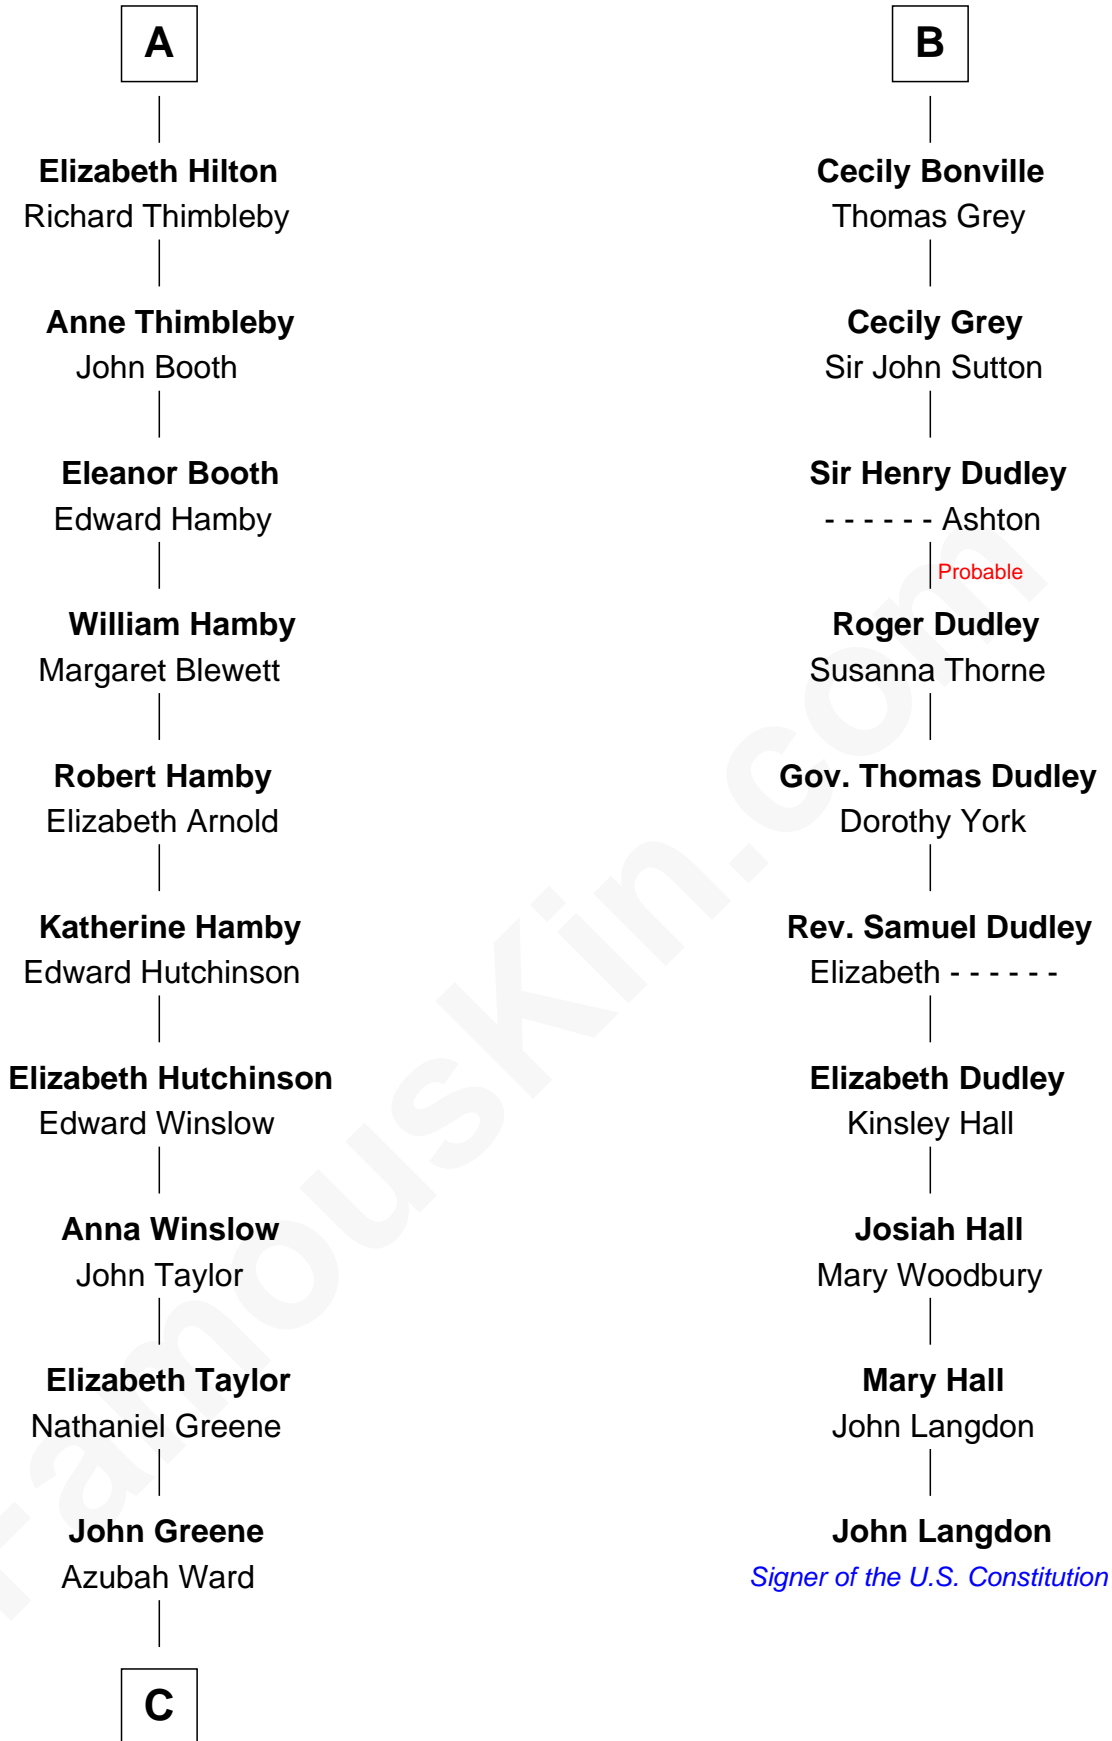 A
Elizabeth Hilton
Richard Thimbleby
Anne Thimbleby
John Booth
Eleanor Booth
Edward Hamby
William Hamby
Margaret Blewett
Robert Hamby
Elizabeth Arnold
Katherine Hamby
Edward Hutchinson
Elizabeth Hutchinson
Edward Winslow
Anna Winslow
John Taylor
Elizabeth Taylor
Nathaniel Greene
John Greene
Azubah Ward
C
B
Cecily Bonville
Thomas Grey
Cecily Grey
Sir John Sutton
Sir Henry Dudley
- - - - - - Ashton
Probable
Roger Dudley
Susanna Thorne
Gov. Thomas Dudley
Dorothy York
Rev. Samuel Dudley
Elizabeth - - - - - -
Elizabeth Dudley
Kinsley Hall
Josiah Hall
Mary Woodbury
Mary Hall
John Langdon
John Langdon
Signer of the U.S. Constitution
FamousKin.com